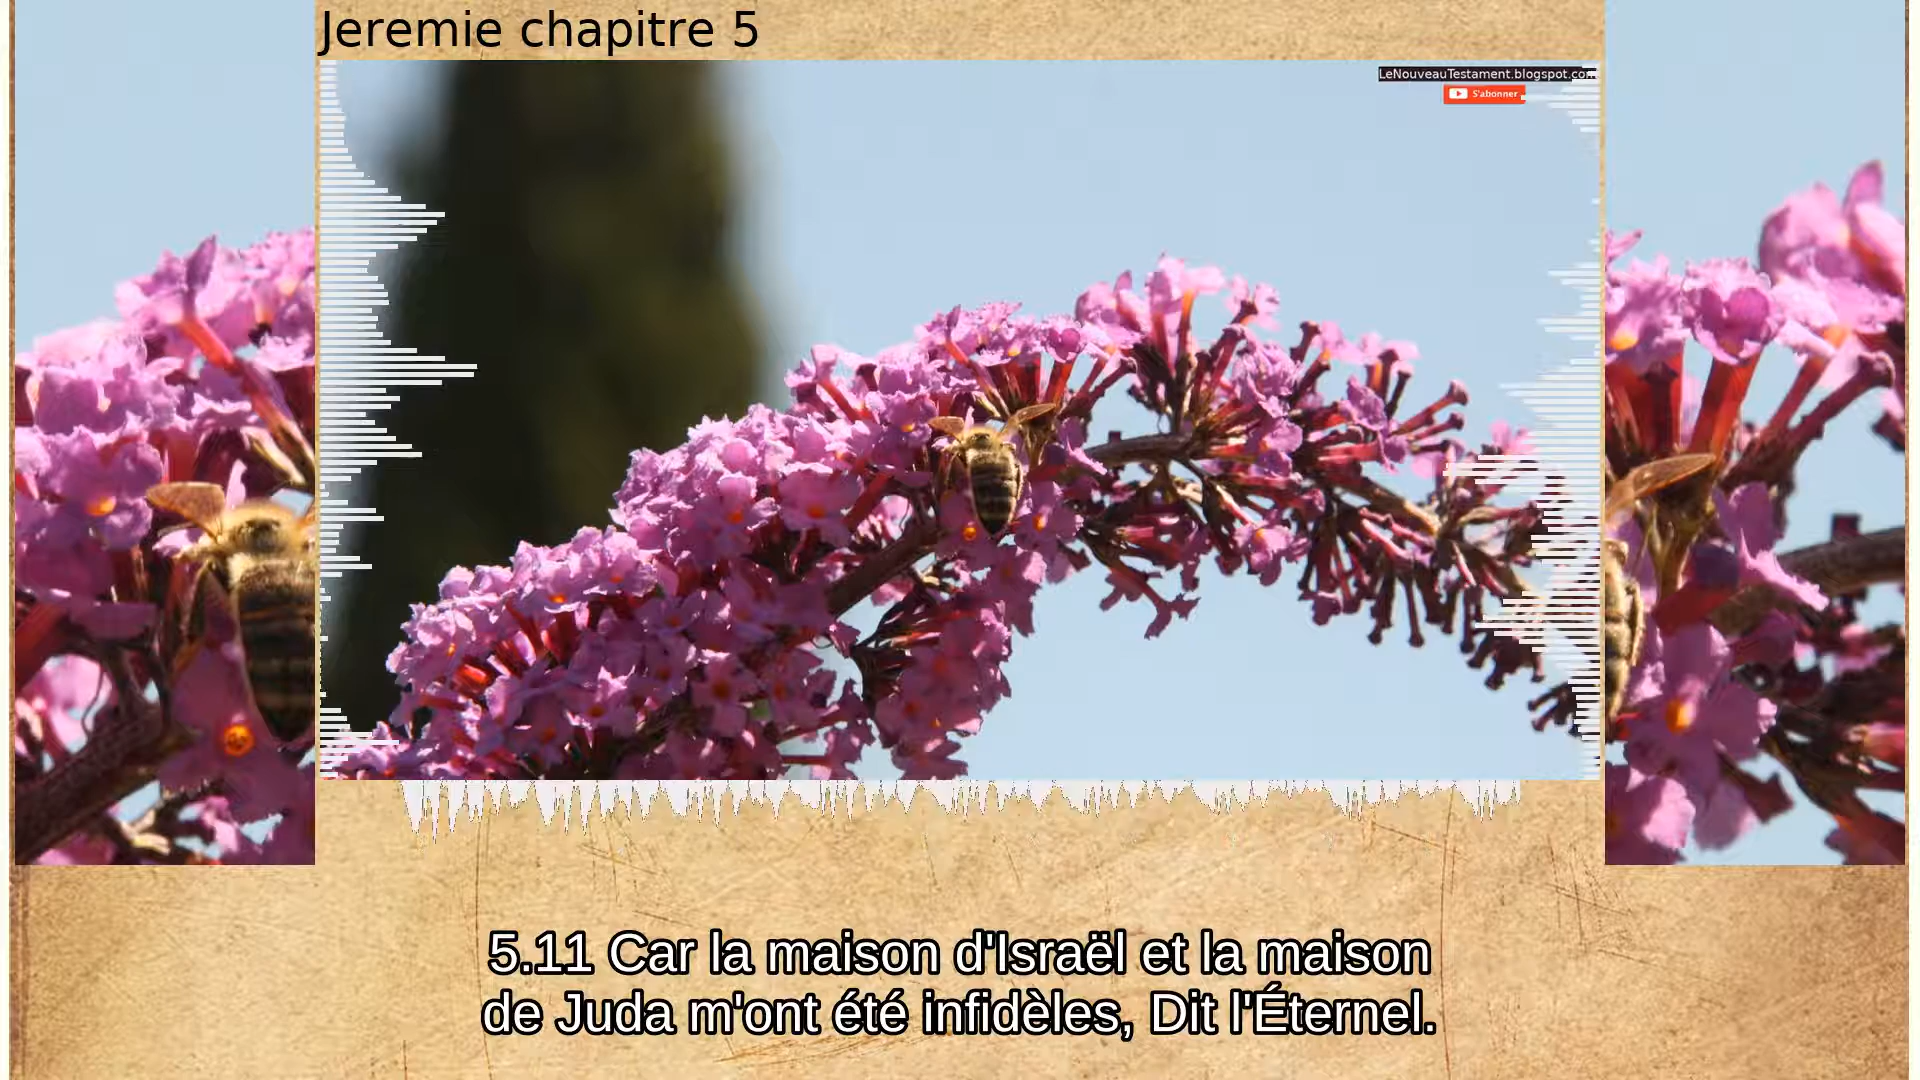 Jeremie chapitre 5
LeNouveauTestament.blogspot.com
S'abonner
5.11 Car la maison d'Israël et la maison
de Juda m'ont été infidèles, Dit l'Éternel.